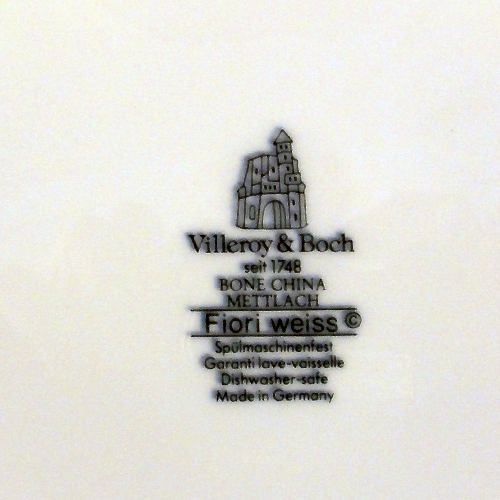 Villeroy & Boch
seit 1748
BONE CHINA
METTLACH
Fiori weiss ©
Spülmaschinenfest
Garanti lave-vaisselle
Dishwasher-safe
Made in Germany